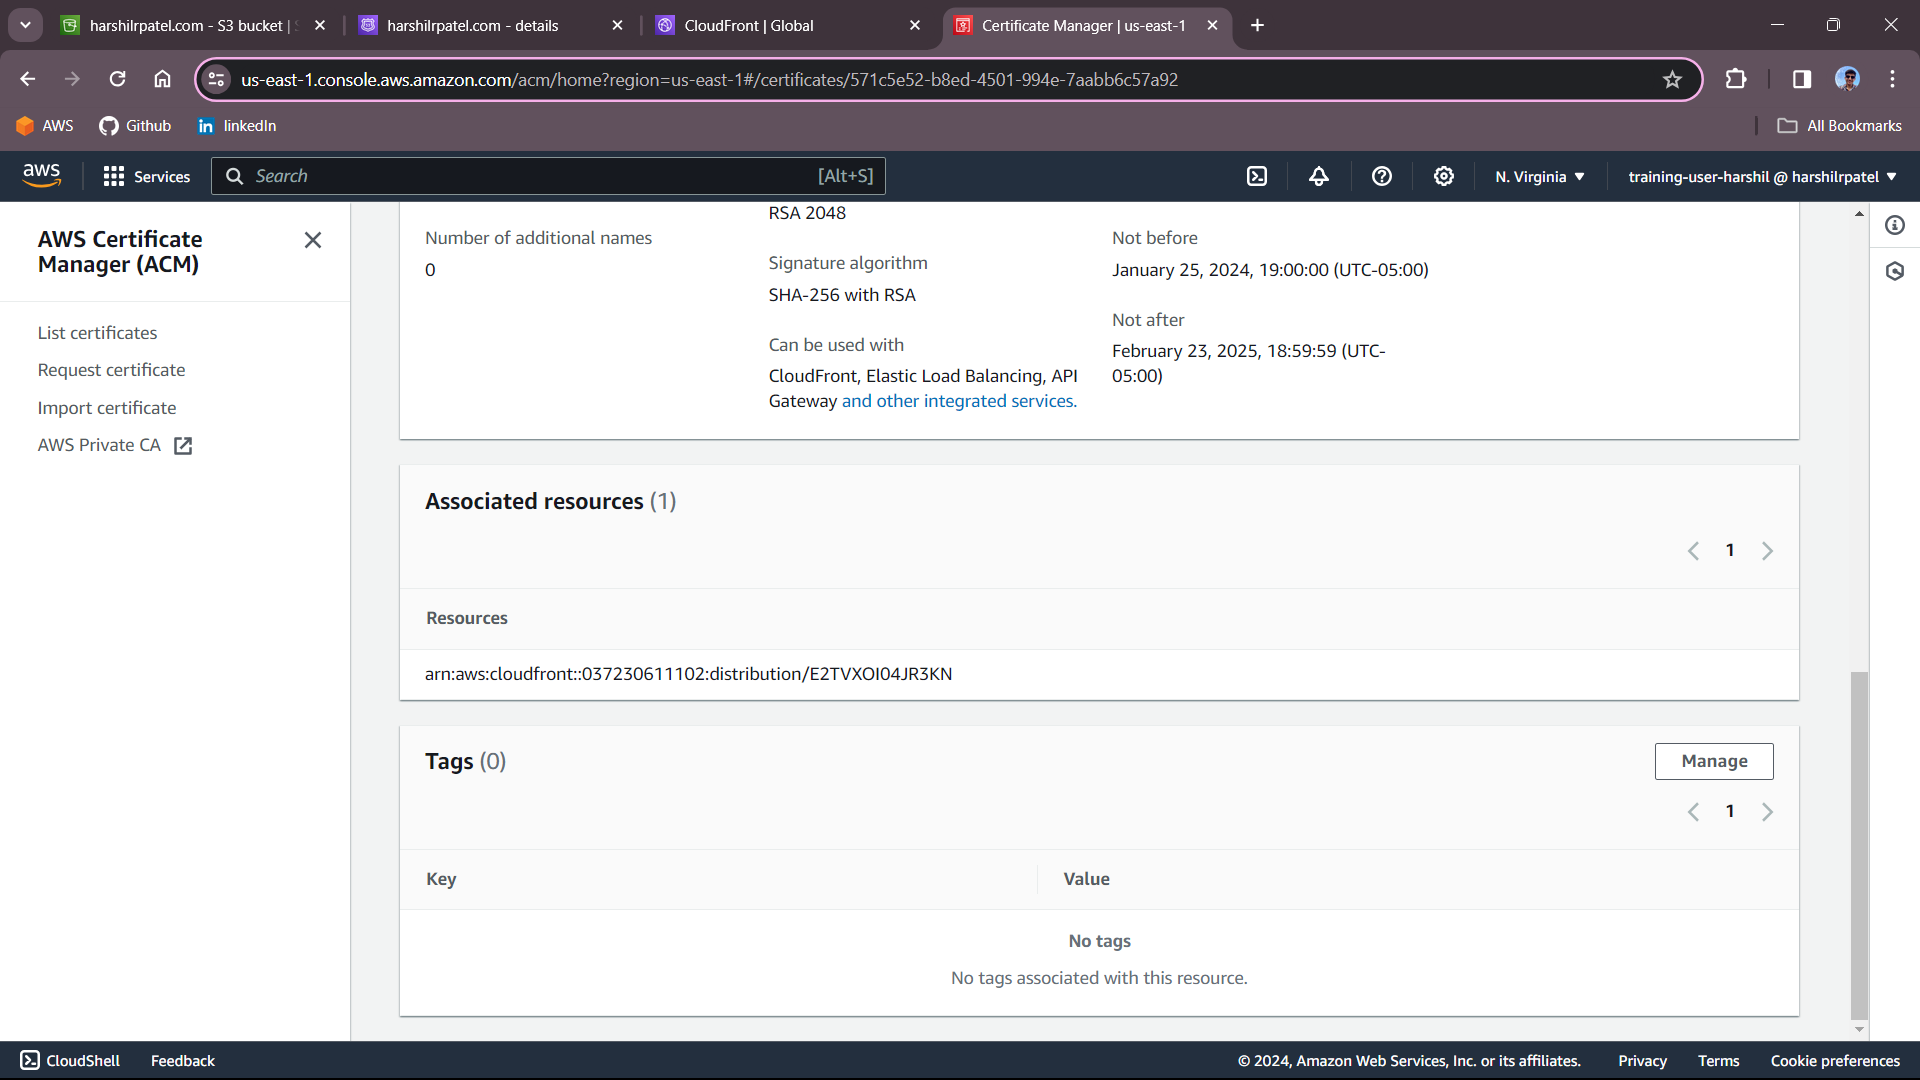 harshilrpatel.com - S3 bucket |
harshilrpatel.com - details
CloudFront | Global
Certificate Manager | us-east-1
us-east-1.console.aws.amazon.com/acm/home?region=us-east-1#/certificates/571c5e52-b8ed-4501-994e-7aabb6c57a92
AWS
Github
linkedIn
All Bookmarks
aws
Services
Search
[Alt+S]
N. Virginia
training-user-harshil @ harshilrpatel
AWS Certificate
Manager (ACM)
List certificates
Request certificate
Import certificate
AWS Private CA
RSA 2048
Number of additional names
0
Signature algorithm
SHA-256 with RSA
Can be used with
CloudFront, Elastic Load Balancing, API
Gateway and other integrated services.
Not before
January 25, 2024, 19:00:00 (UTC-05:00)
Not after
February 23, 2025, 18:59:59 (UTC-
05:00)
Associated resources (1)
1
Resources
arn:aws:cloudfront::037230611102:distribution/E2TVXOI04JR3KN
Tags (0)
Manage
1
Key
Value
No tags
No tags associated with this resource.
CloudShell
Feedback
© 2024, Amazon Web Services, Inc. or its affiliates.
Privacy
Terms
Cookie preferences